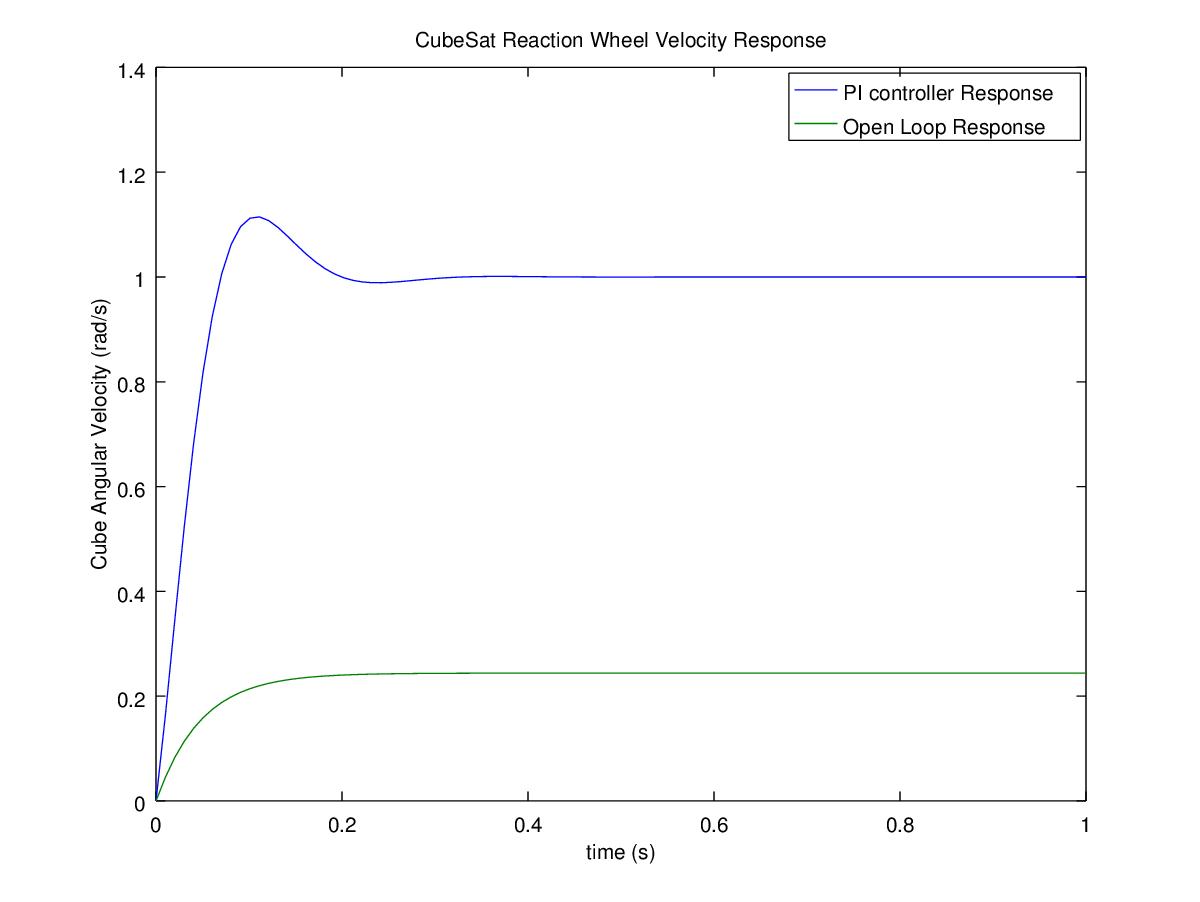 CubeSat Reaction Wheel Velocity Response
1.4
1.2
1
0.8
0.6
0.4
0.2
0
Cube Angular Velocity (rad/s)
PI controller Response
Open Loop Response
0 0.2 0.4 0.6 0.8 1
time (s)